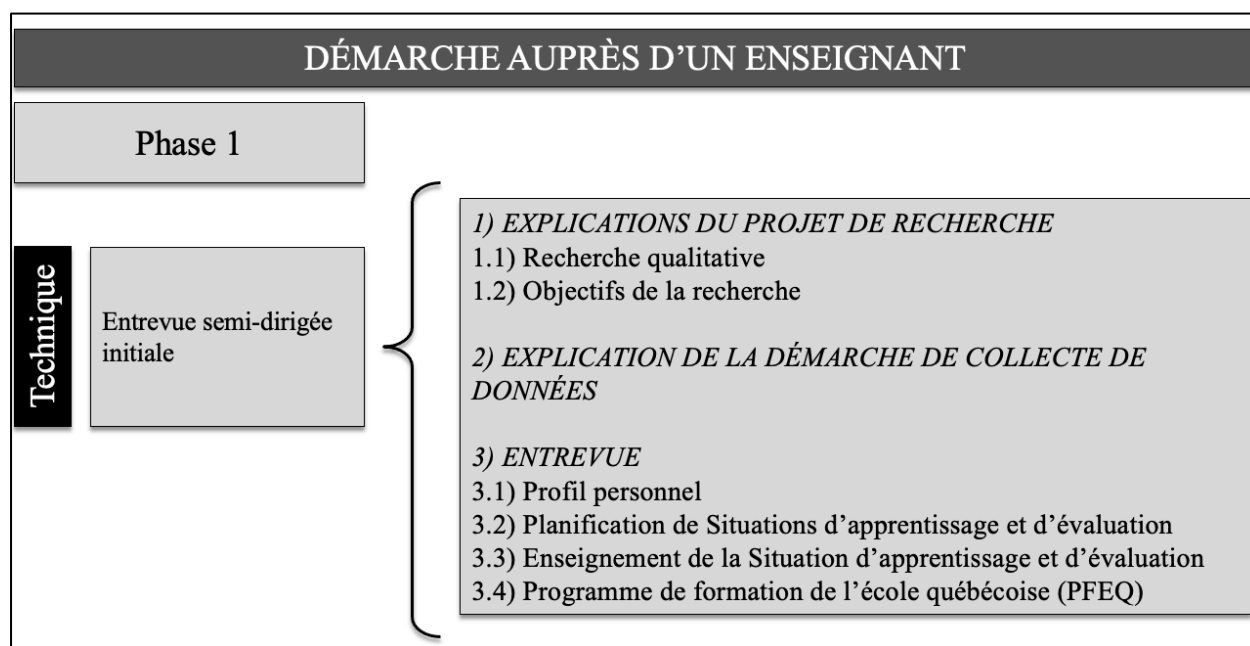 DÉMARCHE AUPRÈS D’UN ENSEIGNANT
Phase 1
Technique
Entrevue semi-dirigée
initiale
1) EXPLICATIONS DU PROJET DE RECHERCHE
1.1) Recherche qualitative
1.2) Objectifs de la recherche
2) EXPLICATION DE LA DÉMARCHE DE COLLECTE DE
DONNÉES
3) ENTREVUE
3.1) Profil personnel
3.2) Planification de Situations d’apprentissage et d’évaluation
3.3) Enseignement de la Situation d’apprentissage et d’évaluation
3.4) Programme de formation de l’école québécoise (PFEQ)